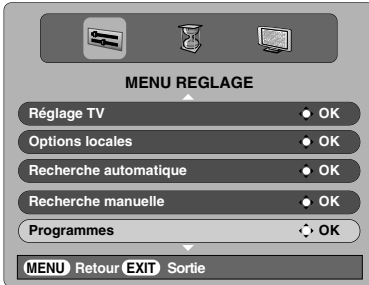 MENU REGLAGE
Réglage TV OK
Options locales OK
Recherche automatique OK
Recherche manuelle OK
Programmes OK
MENU Retour EXIT Sortie